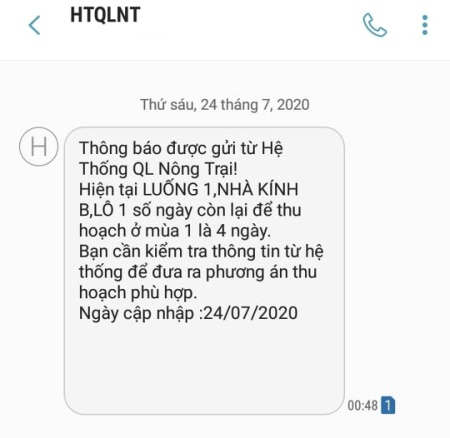 HTQLNT
Thứ sáu, 24 tháng 7, 2020
H
Thông báo được gửi từ Hệ
Thống QL Nông Trại!
Hiện tại LUỐNG 1,NHÀ KÍNH
B,LÔ 1 số ngày còn lại để thu
hoạch ở mùa 1 là 4 ngày.
Bạn cần kiểm tra thông tin từ hệ
thống để đưa ra phương án thu
hoạch phù hợp.
Ngày cập nhập :24/07/2020
00:48 1